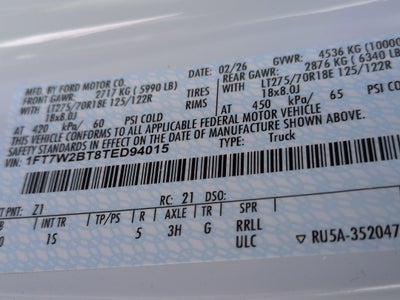 MFD. BY FORD MOTOR CO. 02/26 GVWR: 4536 KG (10000
FRONT GAWR: 2717 KG ( 5990 LB) REAR GAWR: 2876 KG ( 6340 LB)
LT275/70R18E 125/122R TIRES LT275/70R18E 125/122R
18x8.0J RIMS 18x8.0J
AT 420 kPa/ 60 PSI COLD AT 450 kPa/ 65 PSI COLD
THIS VEHICLE CONFORMS TO ALL APPLICABLE FEDERAL MOTOR VEHICLE
SAFETY STANDARDS IN EFFECT ON THE DATE OF MANUFACTURE SHOWN ABOVE.
VIN: 1FT7W2BT8TED94015 TYPE: Truck
T PNT: Z1 RC: 21 DSO:
INT TR TP/PS R AXLE TR SPR
0 15 5 3H G RRLL
ULC ▽ RU5A-352047